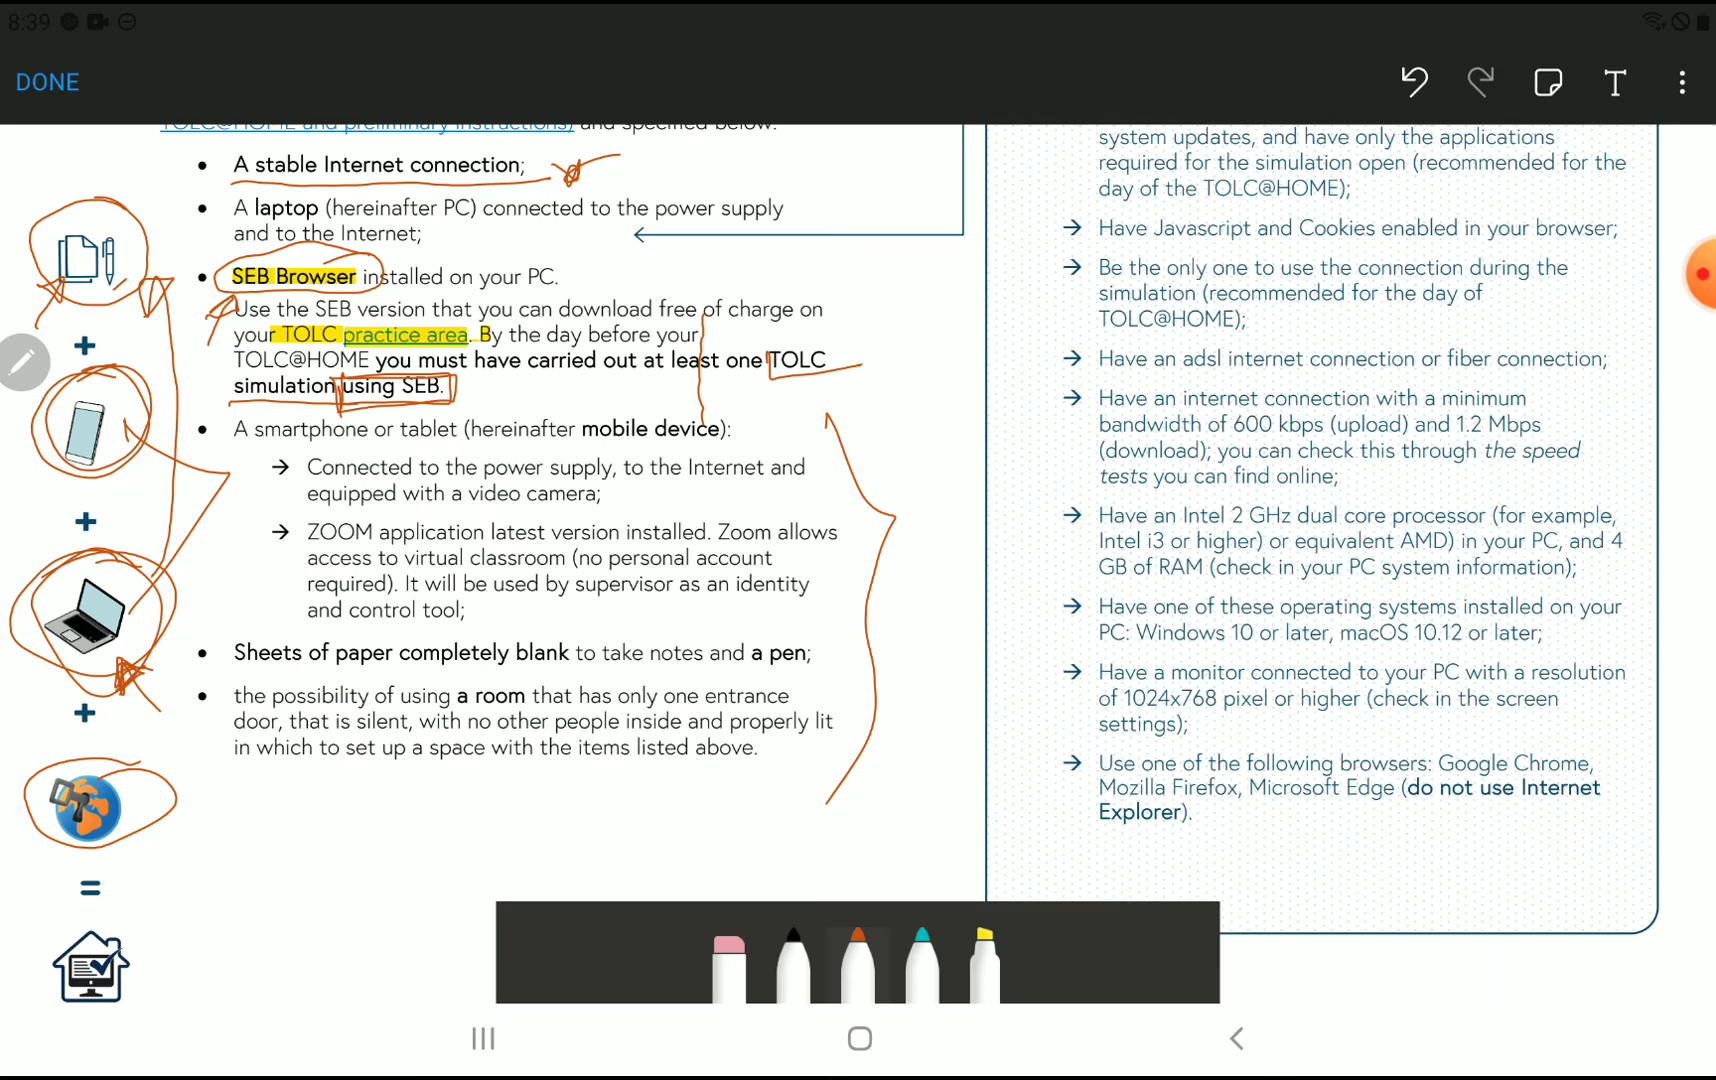 8:39
DONE
T
TOLC@HOME and preliminary instructions) and specified below.
• A stable Internet connection;
• A laptop (hereinafter PC) connected to the power supply
and to the Internet;
• SEB Browser installed on your PC.
Use the SEB version that you can download free of charge on
your TOLC practice area. By the day before your
TOLC@HOME you must have carried out at least one TOLC
simulation using SEB.
• A smartphone or tablet (hereinafter mobile device):
→ Connected to the power supply, to the Internet and
equipped with a video camera;
→ ZOOM application latest version installed. Zoom allows
access to virtual classroom (no personal account
required). It will be used by supervisor as an identity
and control tool;
• Sheets of paper completely blank to take notes and a pen;
• the possibility of using a room that has only one entrance
door, that is silent, with no other people inside and properly lit
in which to set up a space with the items listed above.
+
+
+
=
system updates, and have only the applications
required for the simulation open (recommended for the
day of the TOLC@HOME);
→ Have Javascript and Cookies enabled in your browser;
→ Be the only one to use the connection during the
simulation (recommended for the day of
TOLC@HOME);
→ Have an adsl internet connection or fiber connection;
→ Have an internet connection with a minimum
bandwidth of 600 kbps (upload) and 1.2 Mbps
(download); you can check this through the speed
tests you can find online;
→ Have an Intel 2 GHz dual core processor (for example,
Intel i3 or higher) or equivalent AMD) in your PC, and 4
GB of RAM (check in your PC system information);
→ Have one of these operating systems installed on your
PC: Windows 10 or later, macOS 10.12 or later;
→ Have a monitor connected to your PC with a resolution
of 1024x768 pixel or higher (check in the screen
settings);
→ Use one of the following browsers: Google Chrome,
Mozilla Firefox, Microsoft Edge (do not use Internet
Explorer).